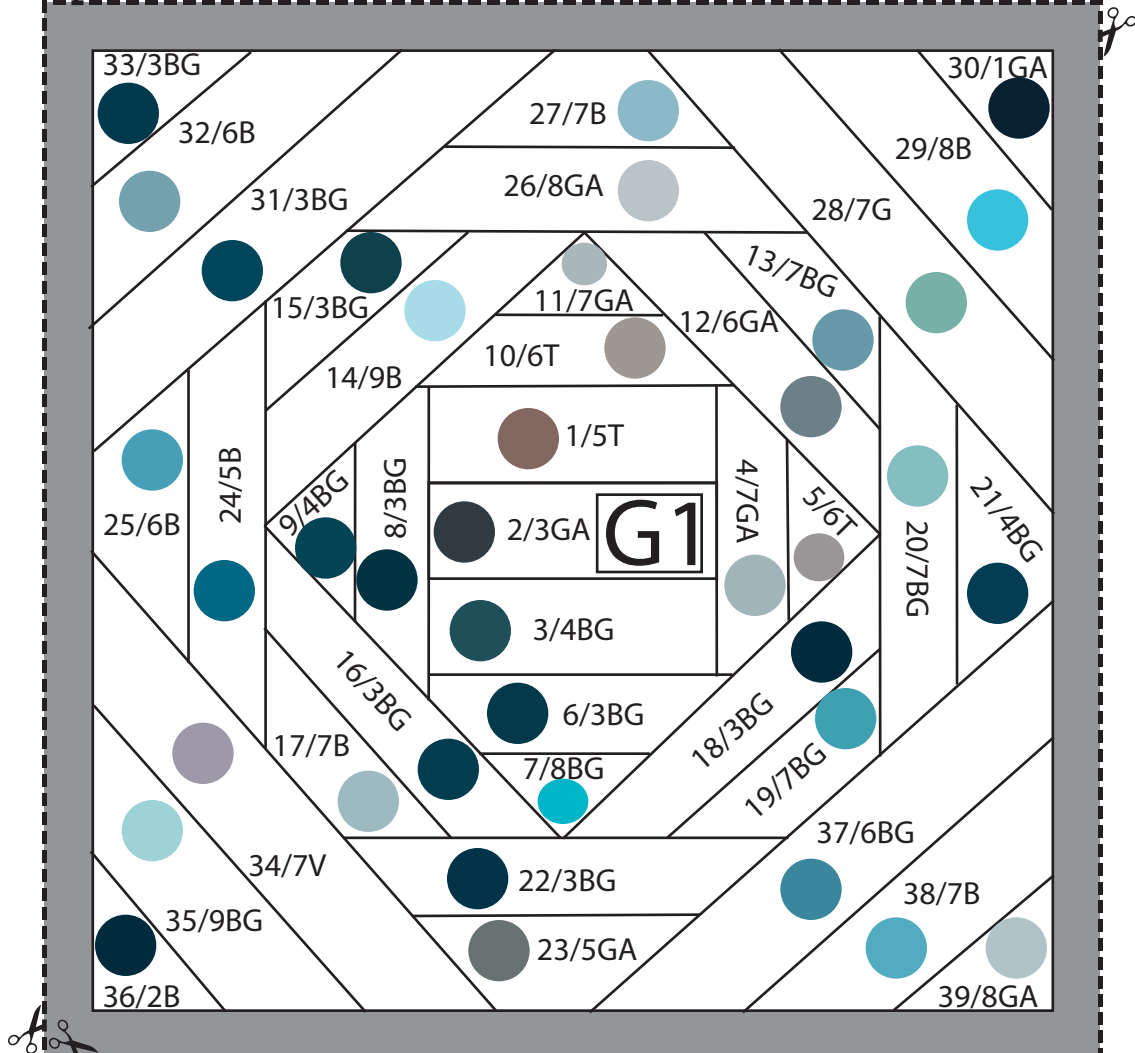 33/3BG
30/1GA
27/7B
32/6B
29/8B
26/8GA
31/3BG
28/7G
13/7BG
15/3BG
11/7GA
12/6GA
10/6T
14/9B
1/5T
24/5B
9/4BG
8/3BG
4/7GA
5/6T
21/4BG
25/6B
2/3GA
G1
20/7BG
3/4BG
16/3BG
6/3BG
18/3BG
17/7B
7/8BG
19/7BG
37/6BG
34/7V
22/3BG
38/7B
35/9BG
23/5GA
36/2B
39/8GA